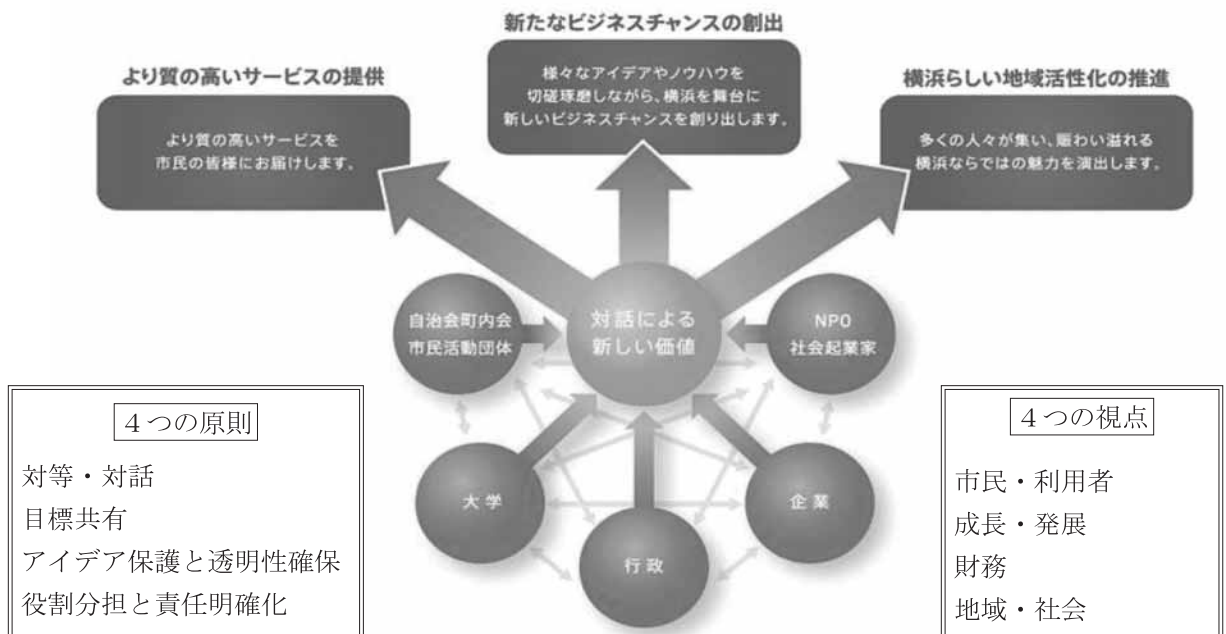 新たなビジネスチャンスの創出
様々なアイデアやノウハウを
切磋琢磨しながら、横浜を舞台に
新しいビジネスチャンスを創り出します。
より質の高いサービスの提供
より質の高いサービスを
市民の皆様にお届けします。
横浜らしい地域活性化の推進
多くの人々が集い、賑わい溢れる
横浜ならではの魅力を演出します。
対話による
新しい価値
自治会町内会
市民活動団体
NPO
社会起業家
大学
行政
企業
4つの原則
対等・対話
目標共有
アイデア保護と透明性確保
役割分担と責任明確化
4つの視点
市民・利用者
成長・発展
財務
地域・社会